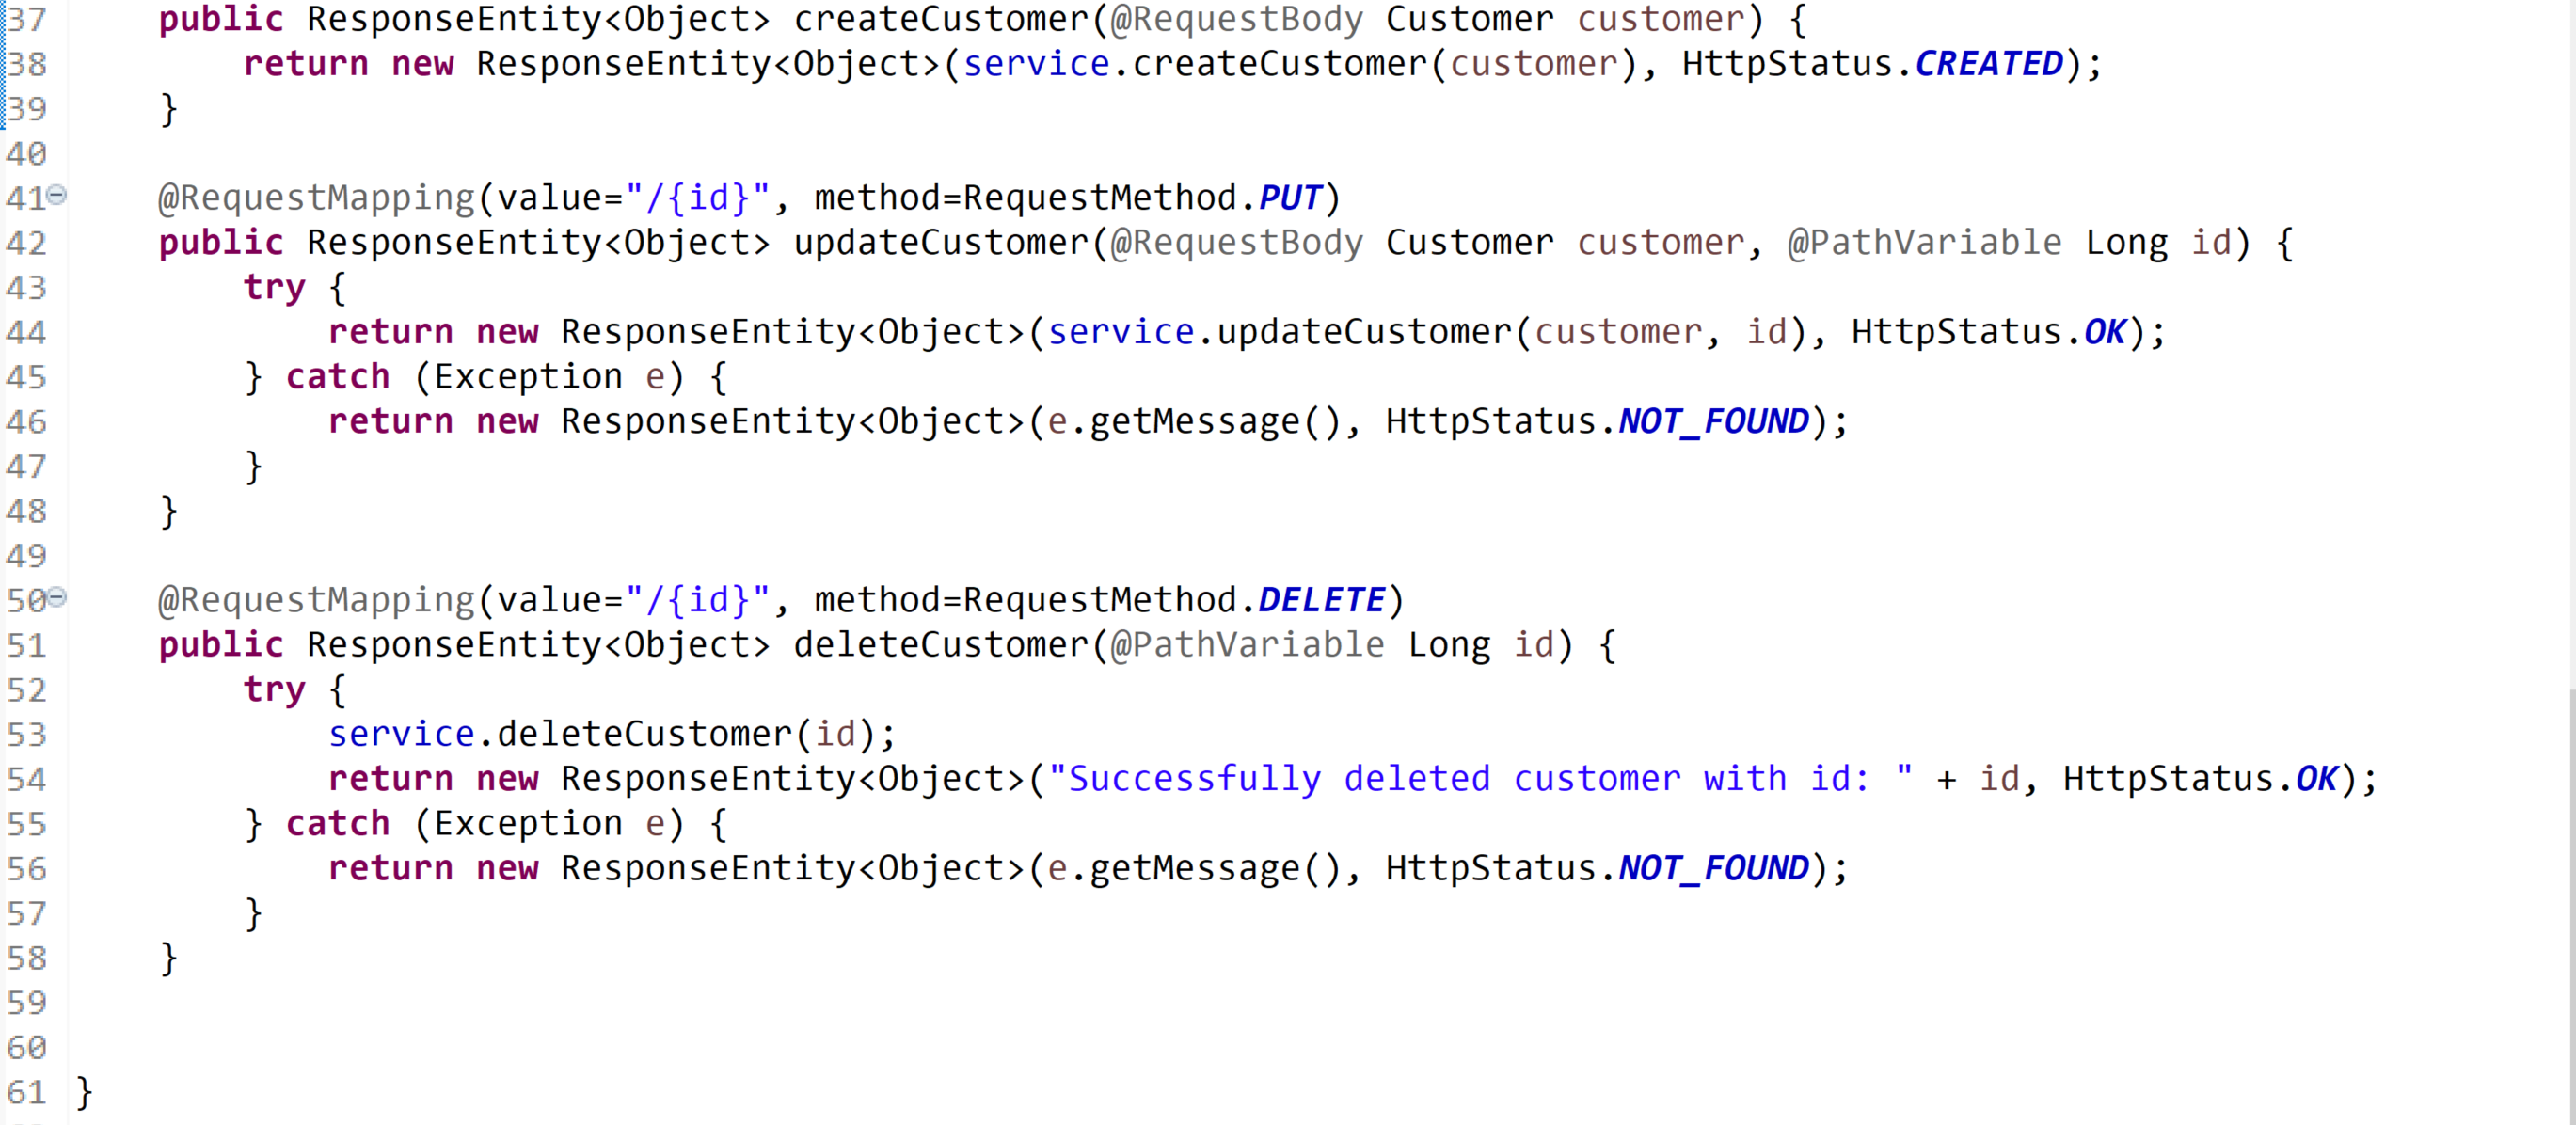 37 public ResponseEntity<Object> createCustomer(@RequestBody Customer customer) {
38 return new ResponseEntity<Object>(service.createCustomer(customer), HttpStatus.CREATED);
39 }
40
41 @RequestMapping(value="/{id}", method=RequestMethod.PUT)
42 public ResponseEntity<Object> updateCustomer(@RequestBody Customer customer, @PathVariable Long id) {
43 try {
44 return new ResponseEntity<Object>(service.updateCustomer(customer, id), HttpStatus.OK);
45 } catch (Exception e) {
46 return new ResponseEntity<Object>(e.getMessage(), HttpStatus.NOT_FOUND);
47 }
48 }
49
50 @RequestMapping(value="/{id}", method=RequestMethod.DELETE)
51 public ResponseEntity<Object> deleteCustomer(@PathVariable Long id) {
52 try {
53 service.deleteCustomer(id);
54 return new ResponseEntity<Object>("Successfully deleted customer with id: " + id, HttpStatus.OK);
55 } catch (Exception e) {
56 return new ResponseEntity<Object>(e.getMessage(), HttpStatus.NOT_FOUND);
57 }
58 }
59
60
61 }